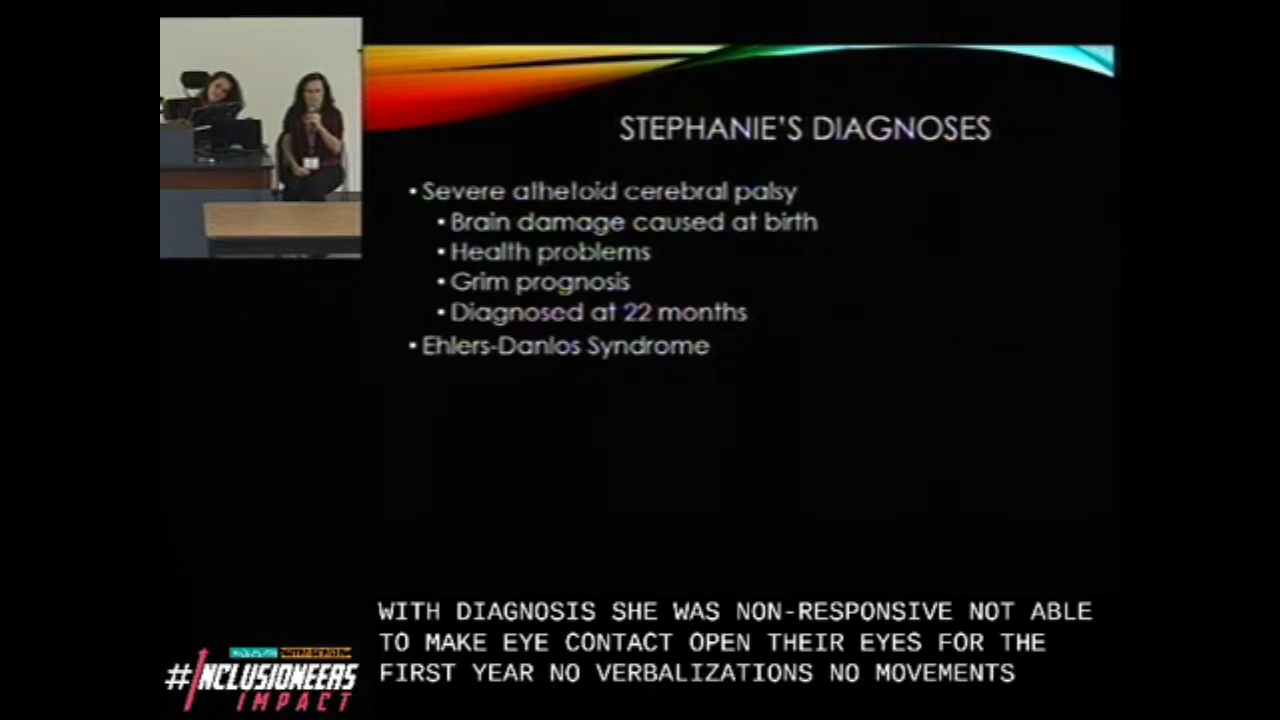 STEPHANIE'S DIAGNOSES
• Severe athetoid cerebral palsy
• Brain damage caused at birth
• Health problems
• Grim prognosis
• Diagnosed at 22 months
• Ehlers-Danlos Syndrome
WITH DIAGNOSIS SHE WAS NON-RESPONSIVE NOT ABLE
TO MAKE EYE CONTACT OPEN THEIR EYES FOR THE
FIRST YEAR NO VERBALIZATIONS NO MOVEMENTS
#INCLUSIONEERS
IMPACT